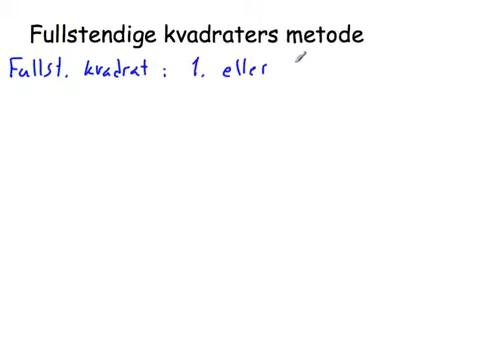 Fullstendige kvadraters metode
Fullst. kvadrat : 1. eller